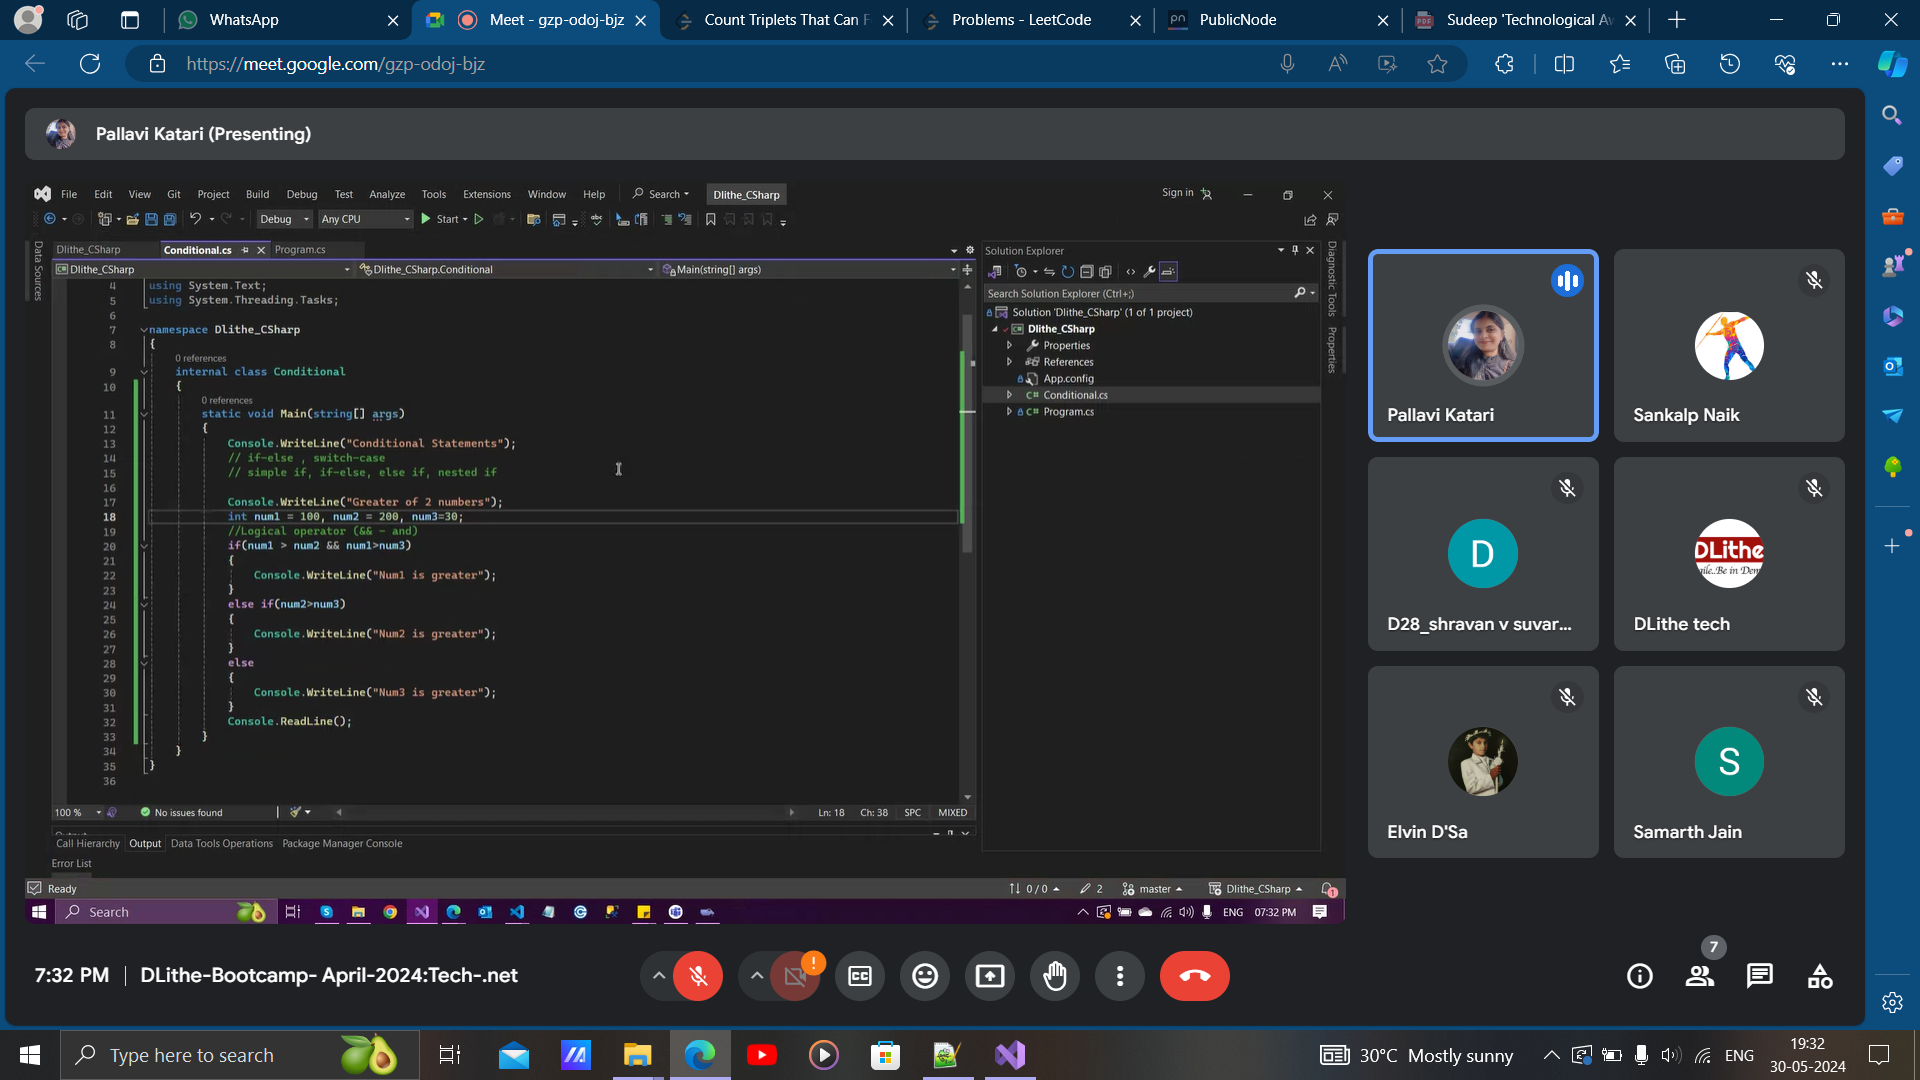 WhatsApp
Meet - gzp-odoj-bjz
Count Triplets That Can F
Problems - LeetCode
PublicNode
Sudeep 'Technological Aw
https://meet.google.com/gzp-odoj-bjz
Pallavi Katari (Presenting)
File Edit View Git Project Build Debug Test Analyze Tools Extensions Window Help Search Dlithe_CSharp Sign in
Debug Any CPU Start
Data Sources
Dlithe_CSharp Conditional.cs Program.cs
Dlithe_CSharp Dlithe_CSharp.Conditional Main(string[] args)
4 using System.Text;
5 using System.Threading.Tasks;
6
7 namespace Dlithe_CSharp
8 {
0 references
9 internal class Conditional
10 {
0 references
11 static void Main(string[] args)
12 {
13 Console.WriteLine("Conditional Statements");
14 // if-else , switch-case
15 // simple if, if-else, else if, nested if
16
17 Console.WriteLine("Greater of 2 numbers");
18 int num1 = 100, num2 = 200, num3=30;
19 //Logical operator (&& - and)
20 if(num1 > num2 && num1>num3)
21 {
22 Console.WriteLine("Num1 is greater");
23 }
24 else if(num2>num3)
25 {
26 Console.WriteLine("Num2 is greater");
27 }
28 else
29 {
30 Console.WriteLine("Num3 is greater");
31 }
32 Console.ReadLine();
33 }
34 }
35 }
36
100 % No issues found Ln: 18 Ch: 38 SPC MIXED
Output
Call Hierarchy Output Data Tools Operations Package Manager Console
Error List
Ready 0 / 0 2 master Dlithe_CSharp 1
Solution Explorer
Search Solution Explorer (Ctrl+;)
Solution 'Dlithe_CSharp' (1 of 1 project)
Dlithe_CSharp
Properties
References
App.config
C# Conditional.cs
C# Program.cs
Diagnostic Tools
Properties
Search
ENG 07:32 PM
Pallavi Katari
Sankalp Naik
D
D28_shravan v suvar...
DLithe
DLithe tech
Elvin D'Sa
S
Samarth Jain
7:32 PM | DLithe-Bootcamp- April-2024:Tech-.net
!
CC
7
Type here to search
30°C Mostly sunny
ENG
19:32
30-05-2024